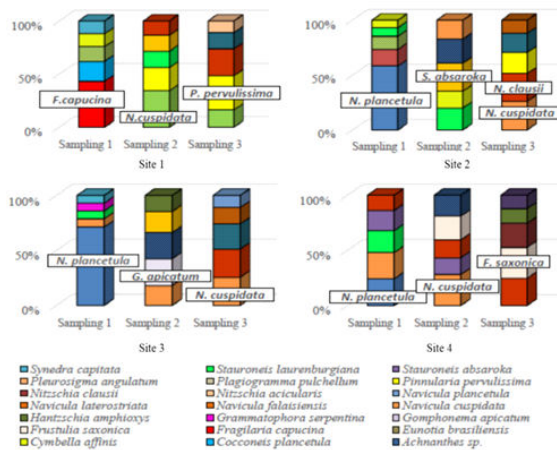 100%
50%
0%
F.capucina
N.cuspidata
P. pervulissima
Sampling 1 Sampling 2 Sampling 3
Site 1
100%
50%
0%
N. plancetula
S. absaroka
N. clausii
N. cuspidata
Sampling 1 Sampling 2 Sampling 3
Site 2
100%
50%
0%
N. plancetula
G. apicatum
N. cuspidata
Sampling 1 Sampling 2 Sampling 3
Site 3
100%
50%
0%
N. plancetula
N. cuspidata
F. saxonica
Sampling 1 Sampling 2 Sampling 3
Site 4
Synedra capitata Stauroneis laurenburgiana Stauroneis absaroka
Pleurosigma angulatum Plagiogramma pulchellum Pinnularia pervulissima
Nitzschia clausii Nitzschia acicularis Navicula plancetula
Navicula laterostriata Navicula falaisiensis Navicula cuspidata
Hantzschia amphioxys Grammatophora serpentina Gomphonema apicatum
Frustulia saxonica Fragilaria capucina Eunotia brasiliensis
Cymbella affinis Cocconeis plancetula Achnanthes sp.